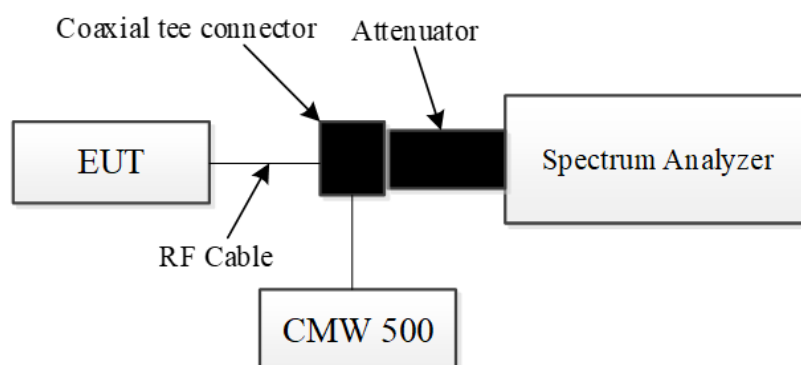 Coaxial tee connector
Attenuator
EUT
Spectrum Analyzer
RF Cable
CMW 500